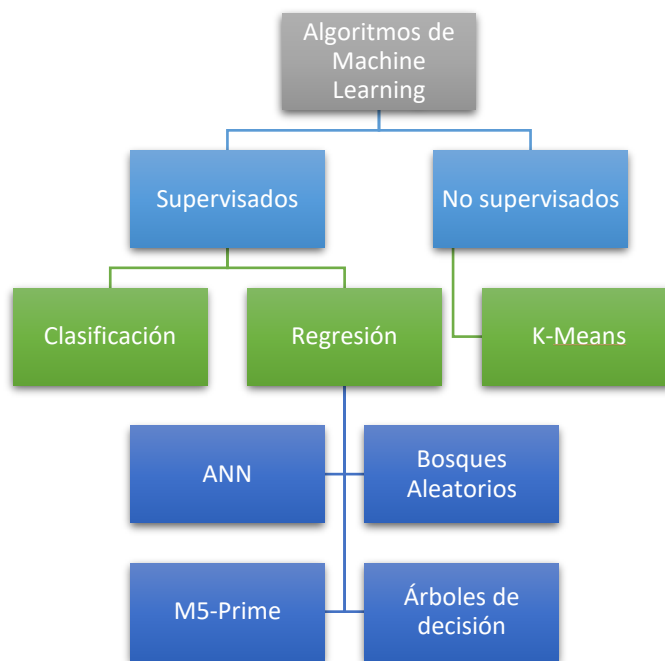 Algoritmos de
Machine
Learning
Supervisados
No supervisados
Clasificación
Regresión
K-Means
ANN
Bosques
Aleatorios
M5-Prime
Árboles de
decisión